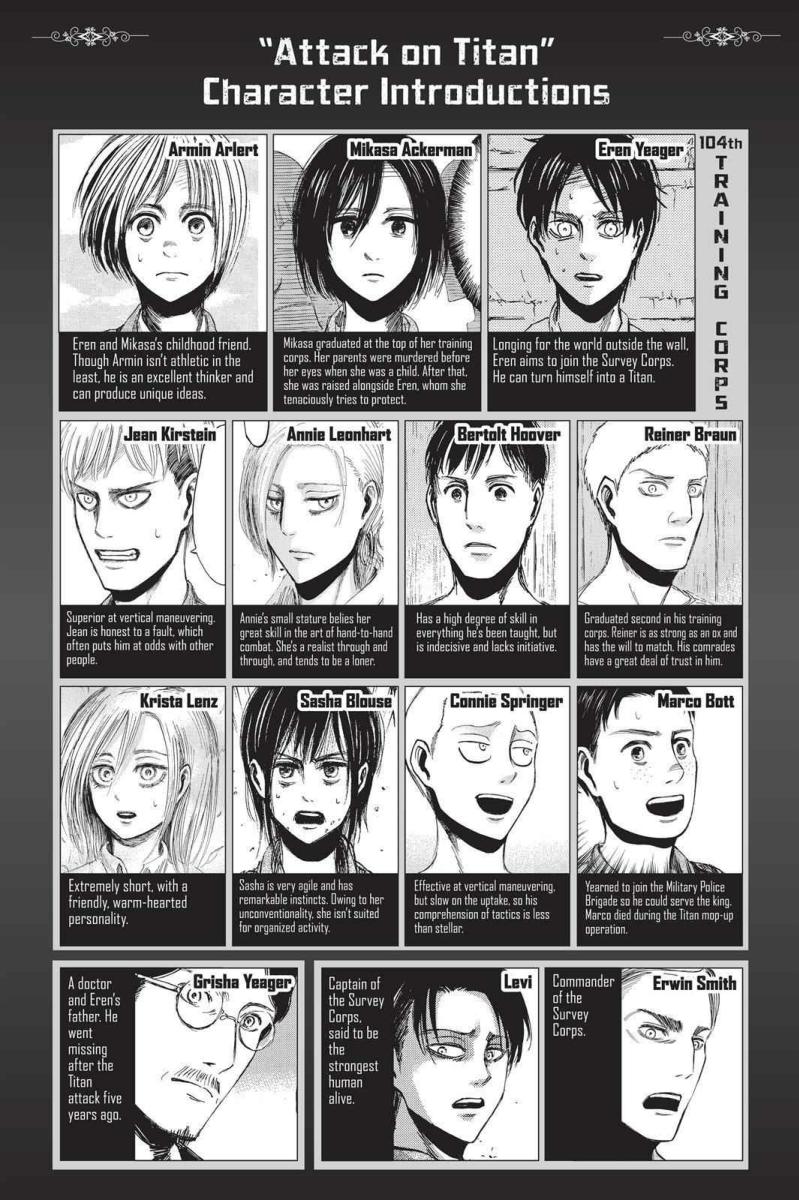 "Attack on Titan"
Character Introductions
104th
TRAINING CORPS
Armin Arlert
Eren and Mikasa's childhood friend.
Though Armin isn't athletic in the
least, he is an excellent thinker and
can produce unique ideas.
Mikasa Ackerman
Mikasa graduated at the top of her training
corps. Her parents were murdered before
her eyes when she was a child. After that,
she was raised alongside Eren, whom she
tenaciously tries to protect.
Eren Yeager
Longing for the world outside the wall,
Eren aims to join the Survey Corps.
He can turn himself into a Titan.
Jean Kirstein
Superior at vertical maneuvering.
Jean is honest to a fault, which
often puts him at odds with other
people.
Annie Leonhart
Annie's small stature belies her
great skill in the art of hand-to-hand
combat. She's a realist through and
through, and tends to be a loner.
Bertolt Hoover
Has a high degree of skill in
everything he's been taught, but
is indecisive and lacks initiative.
Reiner Braun
Graduated second in his training
corps. Reiner is as strong as an ox and
has the will to match. His comrades
have a great deal of trust in him.
Krista Lenz
Extremely short, with a
friendly, warm-hearted
personality.
Sasha Blouse
Sasha is very agile and has
remarkable instincts. Owing to her
unconventionality, she isn't suited
for organized activity.
Connie Springer
Effective at vertical maneuvering,
but slow on the uptake, so his
comprehension of tactics is less
than stellar.
Marco Bott
Yearned to join the Military Police
Brigade so he could serve the king.
Marco died during the Titan mop-up
operation.
Grisha Yeager
A doctor
and Eren's
father. He
went
missing
after the
Titan
attack five
years ago.
Levi
Captain of
the Survey
Corps,
said to be
the
strongest
human
alive.
Erwin Smith
Commander
of the
Survey
Corps.